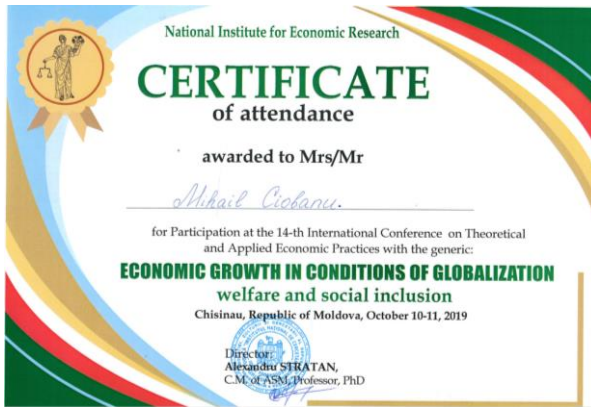 National Institute for Economic Research
CERTIFICATE
of attendance
awarded to Mrs/Mr
Mihail Ciobanu.
for Participation at the 14-th International Conference on Theoretical
and Applied Economic Practices with the generic:
ECONOMIC GROWTH IN CONDITIONS OF GLOBALIZATION
welfare and social inclusion
Chisinau, Republic of Moldova, October 10-11, 2019
Director:
Alexandru STRATAN,
C.M. of ASM, Professor, PhD